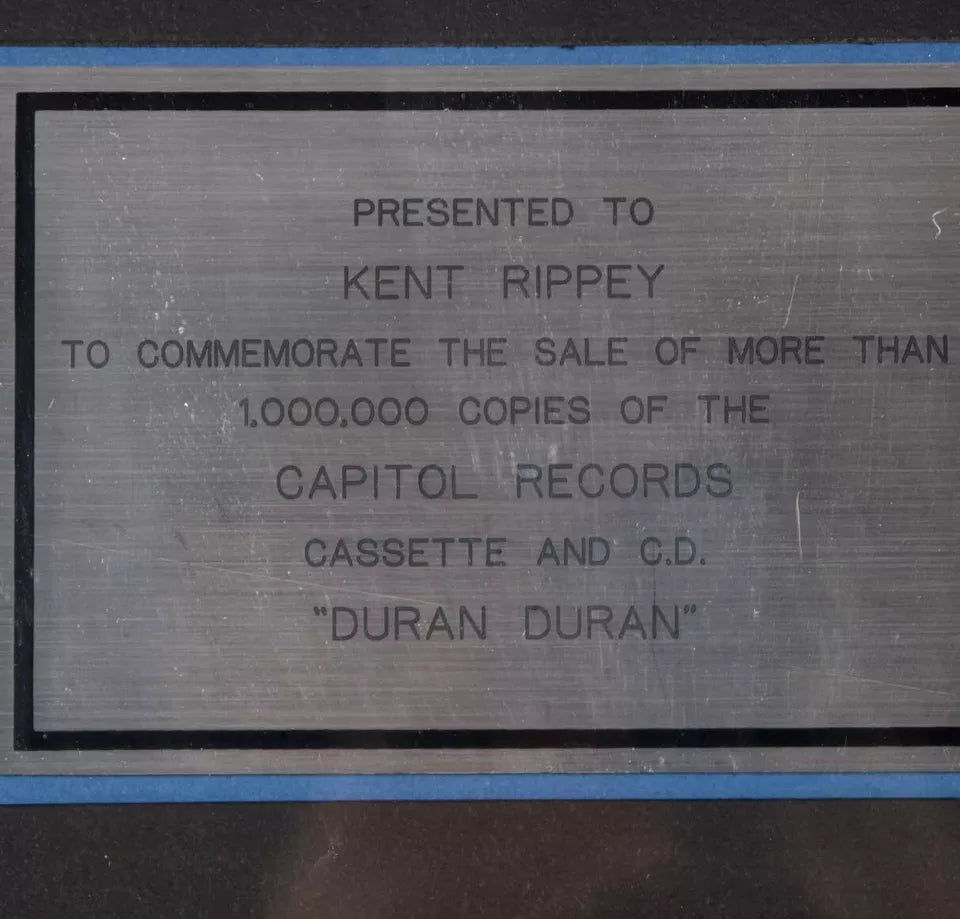 PRESENTED TO
KENT RIPPEY
TO COMMEMORATE THE SALE OF MORE THAN
1,000,000 COPIES OF THE
CAPITOL RECORDS
CASSETTE AND C.D.
"DURAN DURAN"